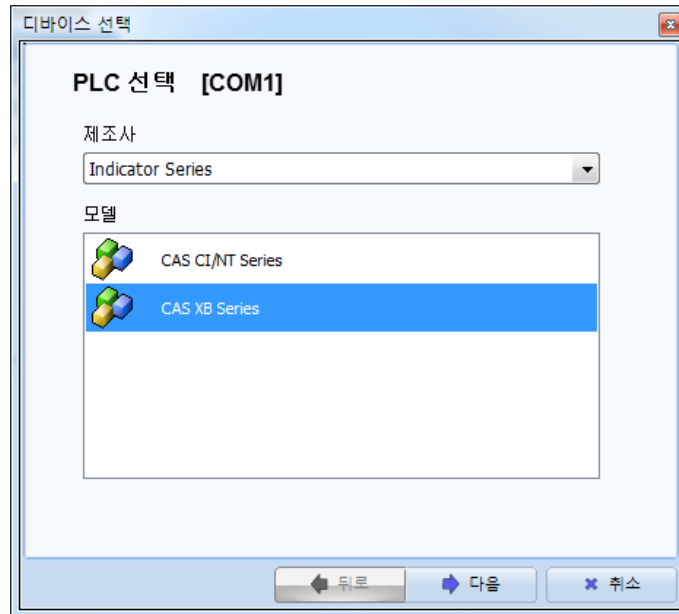 디바이스 선택
PLC 선택 [COM1]
제조사
Indicator Series
모델
CAS CI/NT Series
CAS XB Series
뒤로 다음 취소